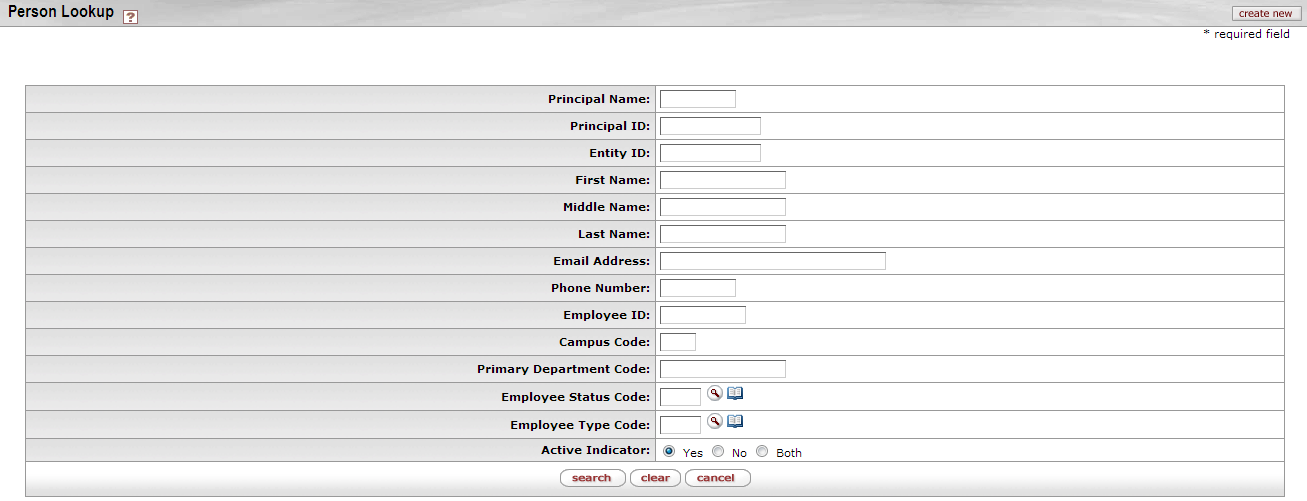 Person Lookup ?
create new
* required field
Principal Name:
Principal ID:
Entity ID:
First Name:
Middle Name:
Last Name:
Email Address:
Phone Number:
Employee ID:
Campus Code:
Primary Department Code:
Employee Status Code:
Employee Type Code:
Active Indicator: Yes No Both
search clear cancel